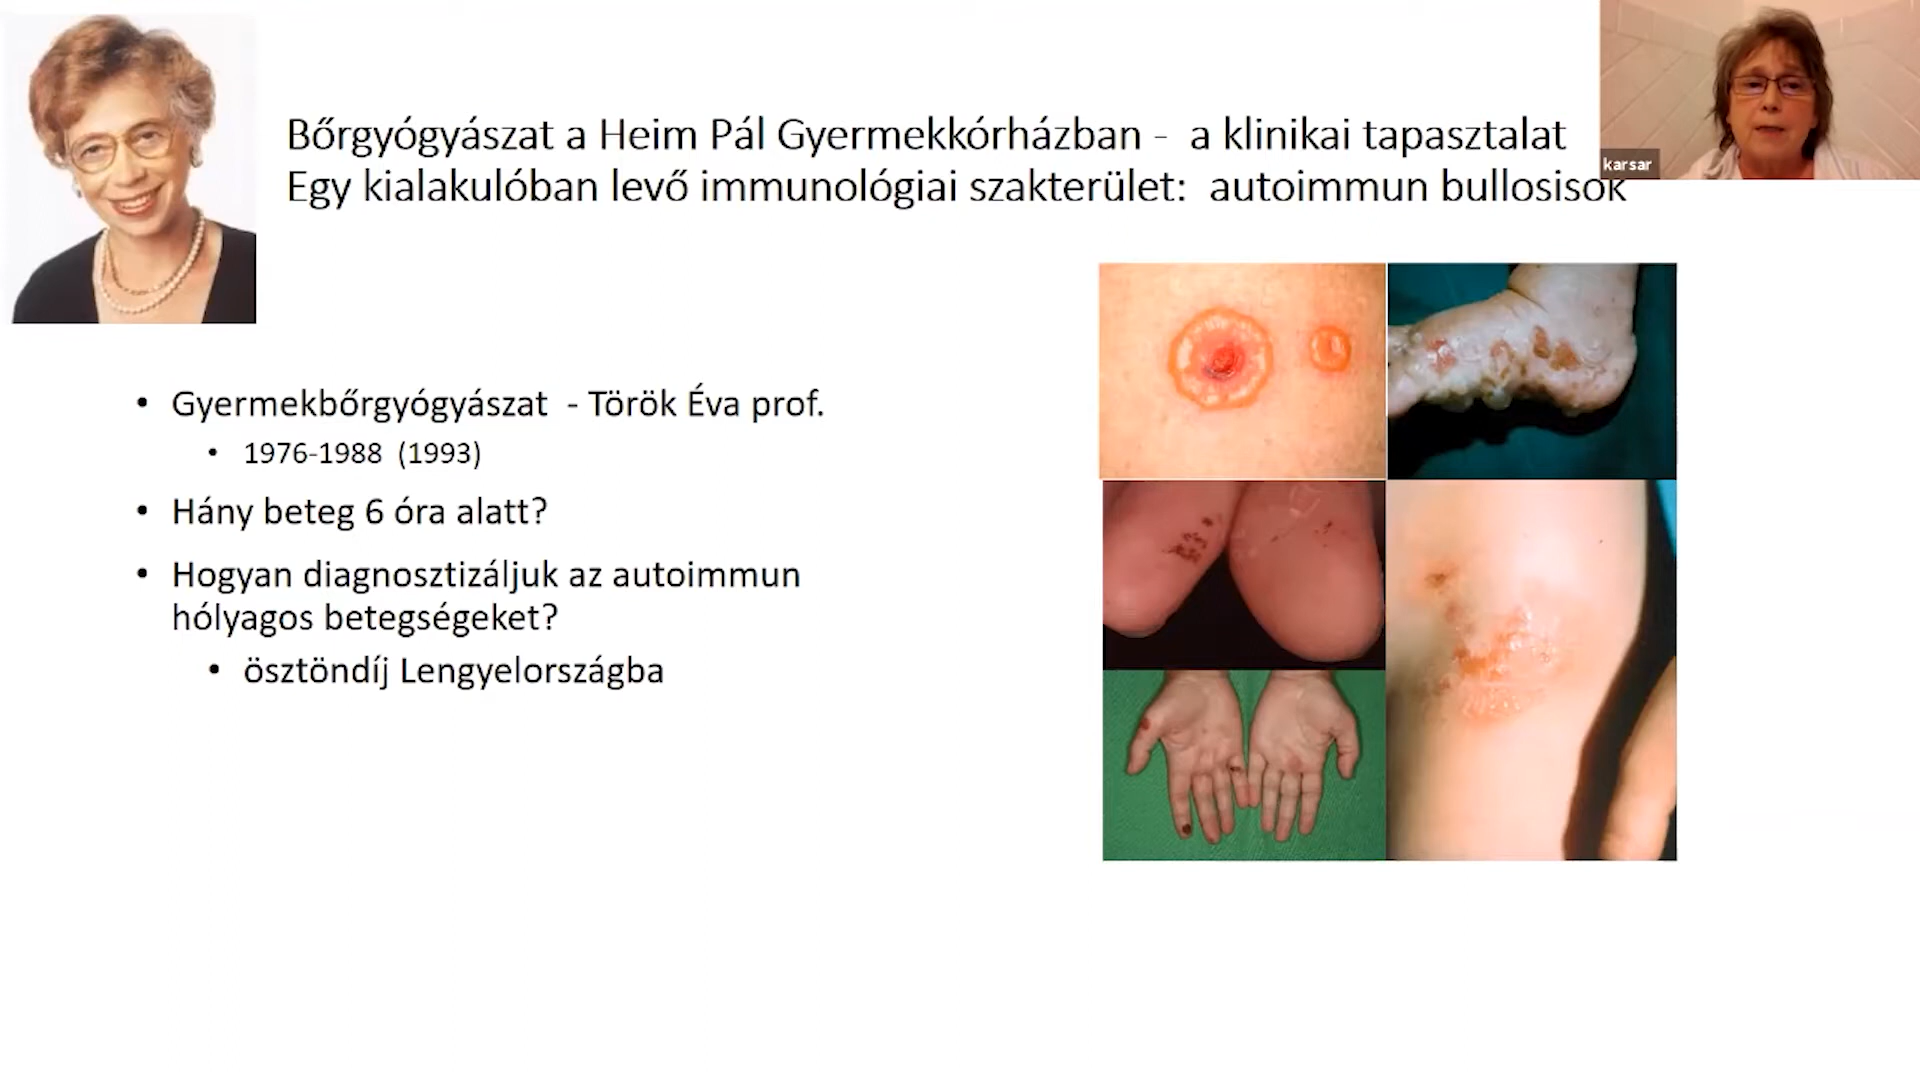 Bőrgyógyászat a Heim Pál Gyermekkórházban - a klinikai tapasztalat
Egy kialakulóban levő immunológiai szakterület: autoimmun bullosisok
karsar
• Gyermekbőrgyógyászat - Török Éva prof.
• 1976-1988 (1993)
• Hány beteg 6 óra alatt?
• Hogyan diagnosztizáljuk az autoimmun
hólyagos betegségeket?
• ösztöndíj Lengyelországba